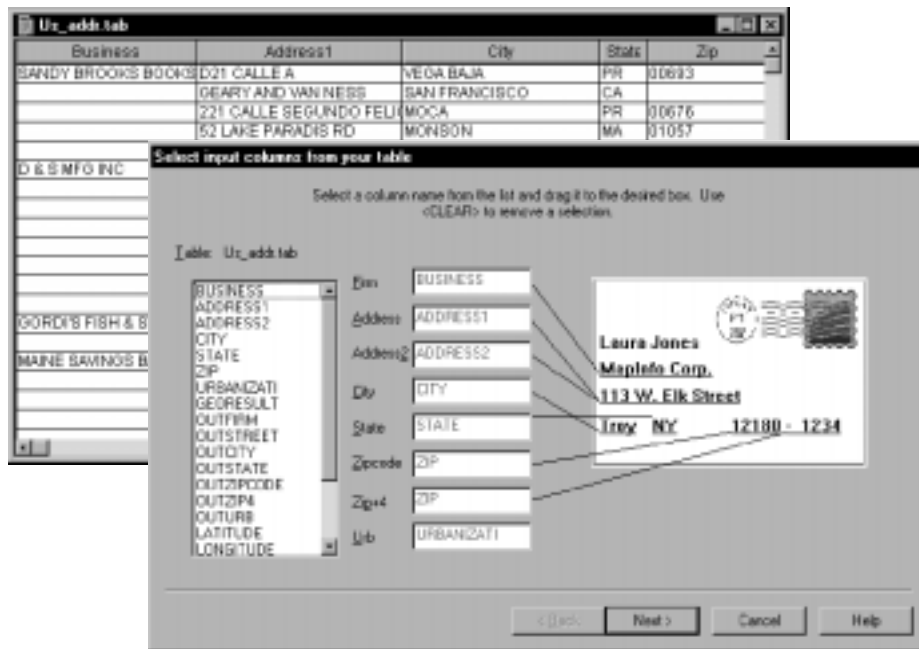 Uz_addr.tab
Business Address1 City State Zip
SANDY BROOKS BOOKS D21 CALLE A VEGA BAJA PR 00693
GEARY AND VAN NESS SAN FRANCISCO CA
221 CALLE SEGUNDO FELI MOCA PR 00676
52 LAKE PARADIS RD MONSON MA 01057
D & S MFG INC
GORDI'S FISH & S
MAINE SAVINGS B
Select input columns from your table
Select a column name from the list and drag it to the desired box. Use
<CLEAR> to remove a selection.
Table: Uz_addr.tab
BUSINESS
ADDRESS1
ADDRESS2
CITY
STATE
ZIP
URBANIZATI
GEORESULT
OUTFIRM
OUTSTREET
OUTCITY
OUTSTATE
OUTZIPCODE
OUTZIP4
OUTURB
LATITUDE
LONGITUDE
Firm BUSINESS
Address ADDRESS1
Address2 ADDRESS2
City CITY
State STATE
Zipcode ZIP
Zip+4 ZIP
Urb URBANIZATI
Laura Jones
MapInfo Corp.
113 W. Elk Street
Troy NY 12180 - 1234
< Back Next > Cancel Help